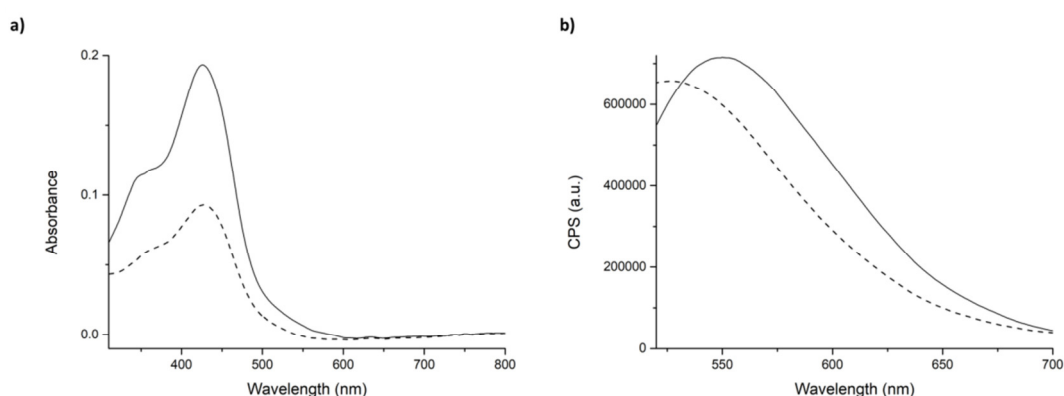 a)
0.2
0.1
0.0
Absorbance
400 500 600 700 800
Wavelength (nm)
b)
600000
400000
200000
0
CPS (a.u.)
550 600 650 700
Wavelength (nm)